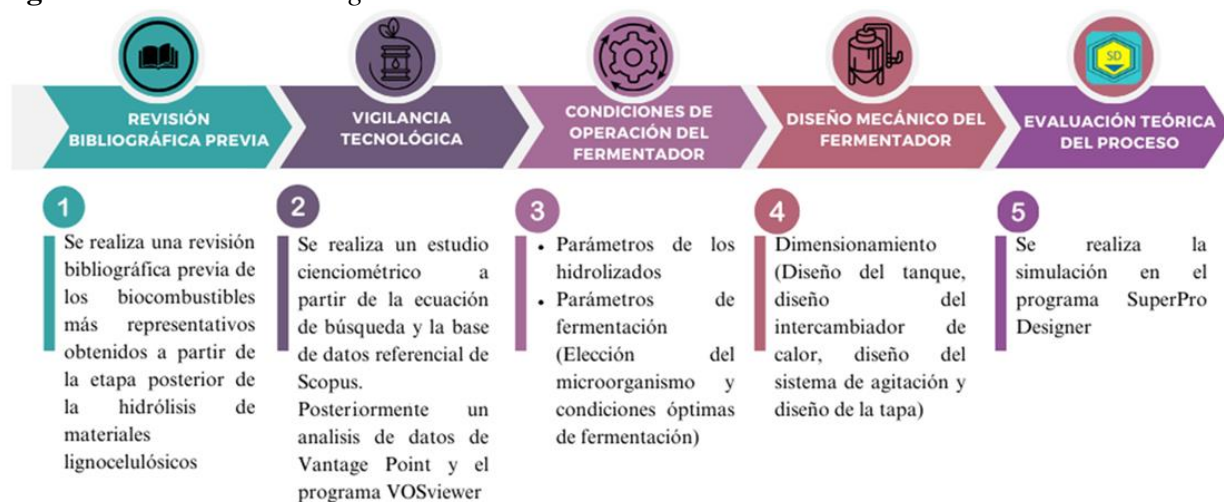 REVISIÓN
BIBLIOGRÁFICA PREVIA
VIGILANCIA
TECNOLÓGICA
CONDICIONES DE
OPERACIÓN DEL
FERMENTADOR
DISEÑO MECÁNICO DEL
FERMENTADOR
SD
EVALUACIÓN TEÓRICA
DEL PROCESO
1
Se realiza una revisión
bibliográfica previa de
los biocombustibles
más representativos
obtenidos a partir de
la etapa posterior de
la hidrólisis de
materiales
lignocelulósicos
2
Se realiza un estudio
cienciométrico a
partir de la ecuación
de búsqueda y la base
de datos referencial de
Scopus.
Posteriormente un
analisis de datos de
Vantage Point y el
programa VOSviewer
3
• Parámetros de los
hidrolizados
• Parámetros de
fermentación
(Elección del
microorganismo y
condiciones óptimas
de fermentación)
4
Dimensionamiento
(Diseño del tanque,
diseño del
intercambiador de
calor, diseño del
sistema de agitación y
diseño de la tapa)
5
Se realiza la
simulación en el
programa SuperPro
Designer